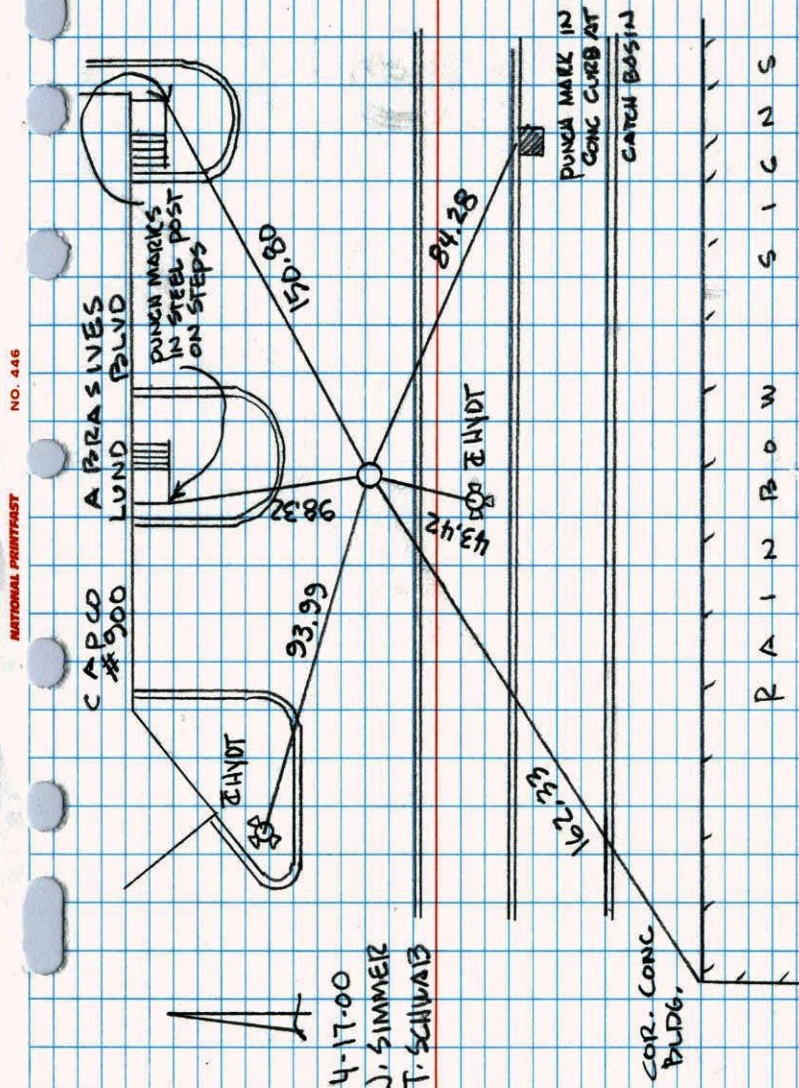 NATIONAL PRINTFAST NO. 446
CAPCO ABRASIVES
#900 LUND BLVD
PUNCH MARKS
IN STEEL POST
ON STEPS
℄ HYDT
93.99
98.32
150.80
84.28
43.42
℄ HYDT
162.33
PUNCH MARK IN
CONC CURB AT
CATCH BASIN
4-17-00
J. SIMMER
T. SCHWAB
COR. CONC
BLDG.
RAINBOW SIGNS